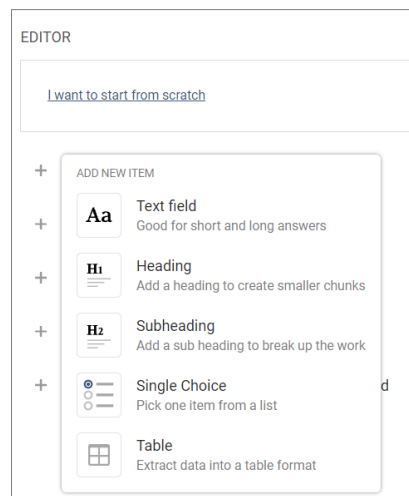 EDITOR
I want to start from scratch
ADD NEW ITEM
Aa
Text field
Good for short and long answers
H1
Heading
Add a heading to create smaller chunks
H2
Subheading
Add a sub heading to break up the work
Single Choice
d
Pick one item from a list
Table
Extract data into a table format